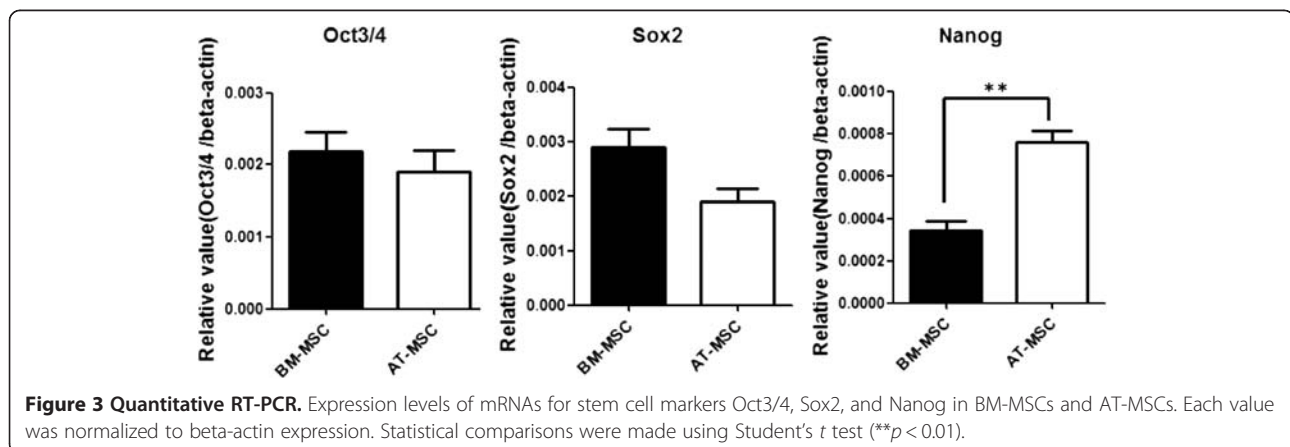 Oct3/4
Relative value(Oct3/4 /beta-actin)
0.003
0.002
0.001
0.000
BM-MSC
AT-MSC
Sox2
Relative value(Sox2 /beta-actin)
0.004
0.003
0.002
0.001
0.000
BM-MSC
AT-MSC
Nanog
Relative value(Nanog /beta-actin)
0.0010
0.0008
0.0006
0.0004
0.0002
0.0000
**
BM-MSC
AT-MSC
Figure 3 Quantitative RT-PCR. Expression levels of mRNAs for stem cell markers Oct3/4, Sox2, and Nanog in BM-MSCs and AT-MSCs. Each value
was normalized to beta-actin expression. Statistical comparisons were made using Student's t test (**p < 0.01).